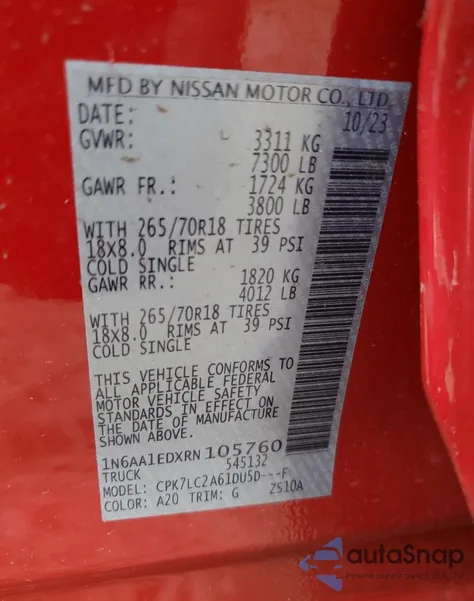 MFD BY NISSAN MOTOR CO., LTD.
DATE: 10/23
GVWR: 3311 KG
7300 LB
GAWR FR.: 1724 KG
3800 LB
WITH 265/70R18 TIRES
18X8.0 RIMS AT 39 PSI
COLD SINGLE
GAWR RR.: 1820 KG
4012 LB
WITH 265/70R18 TIRES
18X8.0 RIMS AT 39 PSI
COLD SINGLE
THIS VEHICLE CONFORMS TO
ALL APPLICABLE FEDERAL
MOTOR VEHICLE SAFETY
STANDARDS IN EFFECT ON
THE DATE OF MANUFACTURE
SHOWN ABOVE.
1N6AA1EDXRN105760
TRUCK 545132
MODEL: CPK7LC2A61DUSD---F
COLOR: A20 TRIM: G ZS10A
autoSnap